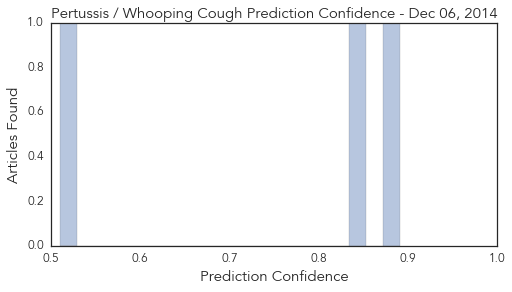 Pertussis / Whooping Cough Prediction Confidence - Dec 06, 2014
1.0
0.8
0.6
0.4
0.2
0.0
Articles Found
0.5 0.6 0.7 0.8 0.9 1.0
Prediction Confidence